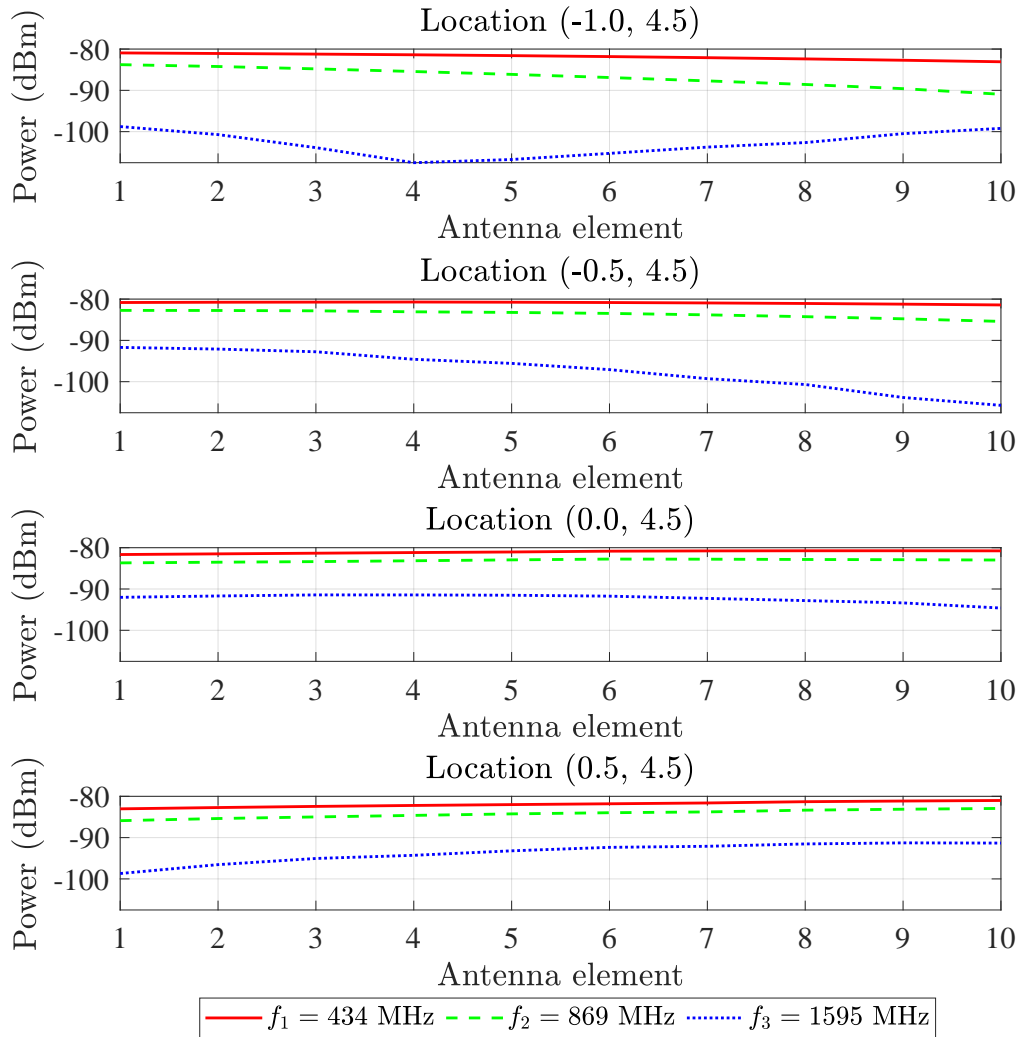 Location (-1.0, 4.5)
Power (dBm)
-80
-90
-100
1 2 3 4 5 6 7 8 9 10
Antenna element
Location (-0.5, 4.5)
Power (dBm)
-80
-90
-100
1 2 3 4 5 6 7 8 9 10
Antenna element
Location (0.0, 4.5)
Power (dBm)
-80
-90
-100
1 2 3 4 5 6 7 8 9 10
Antenna element
Location (0.5, 4.5)
Power (dBm)
-80
-90
-100
1 2 3 4 5 6 7 8 9 10
Antenna element
f₁ = 434 MHz f₂ = 869 MHz f₃ = 1595 MHz